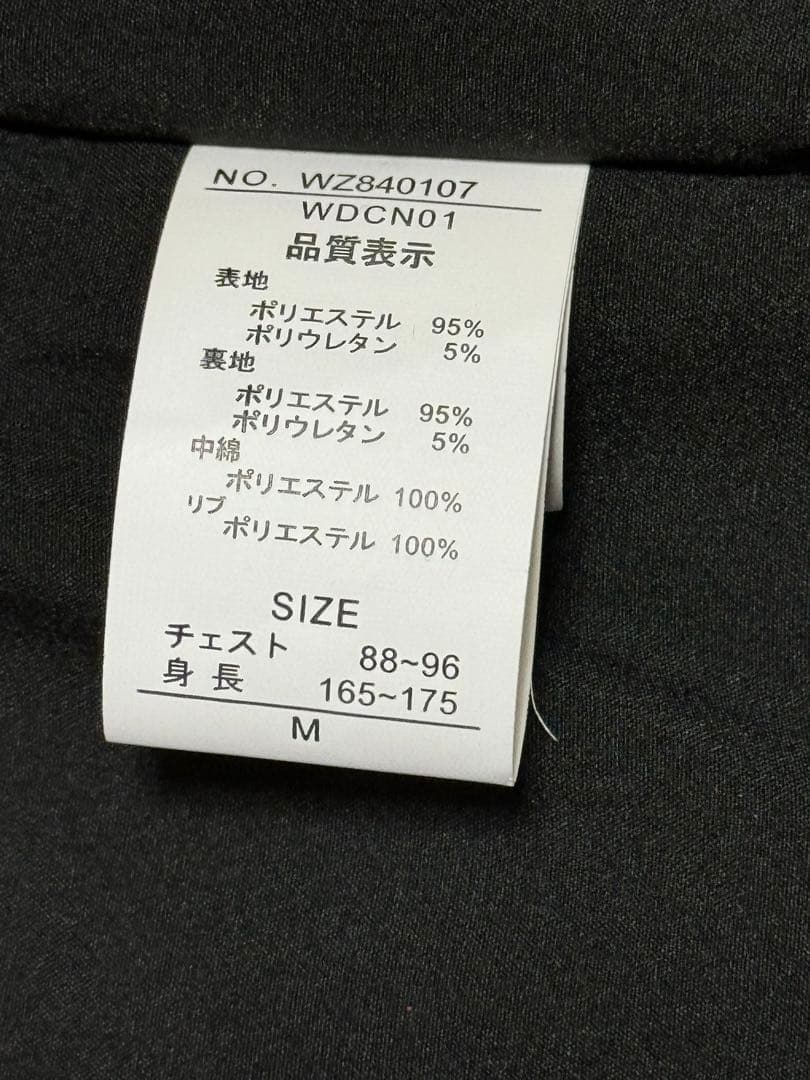 NO. WZ840107
WDCN01
品質表示
表地
ポリエステル 95%
ポリウレタン 5%
裏地
ポリエステル 95%
ポリウレタン 5%
中綿
ポリエステル 100%
リブ
ポリエステル 100%
SIZE
チェスト 88~96
身長 165~175
M